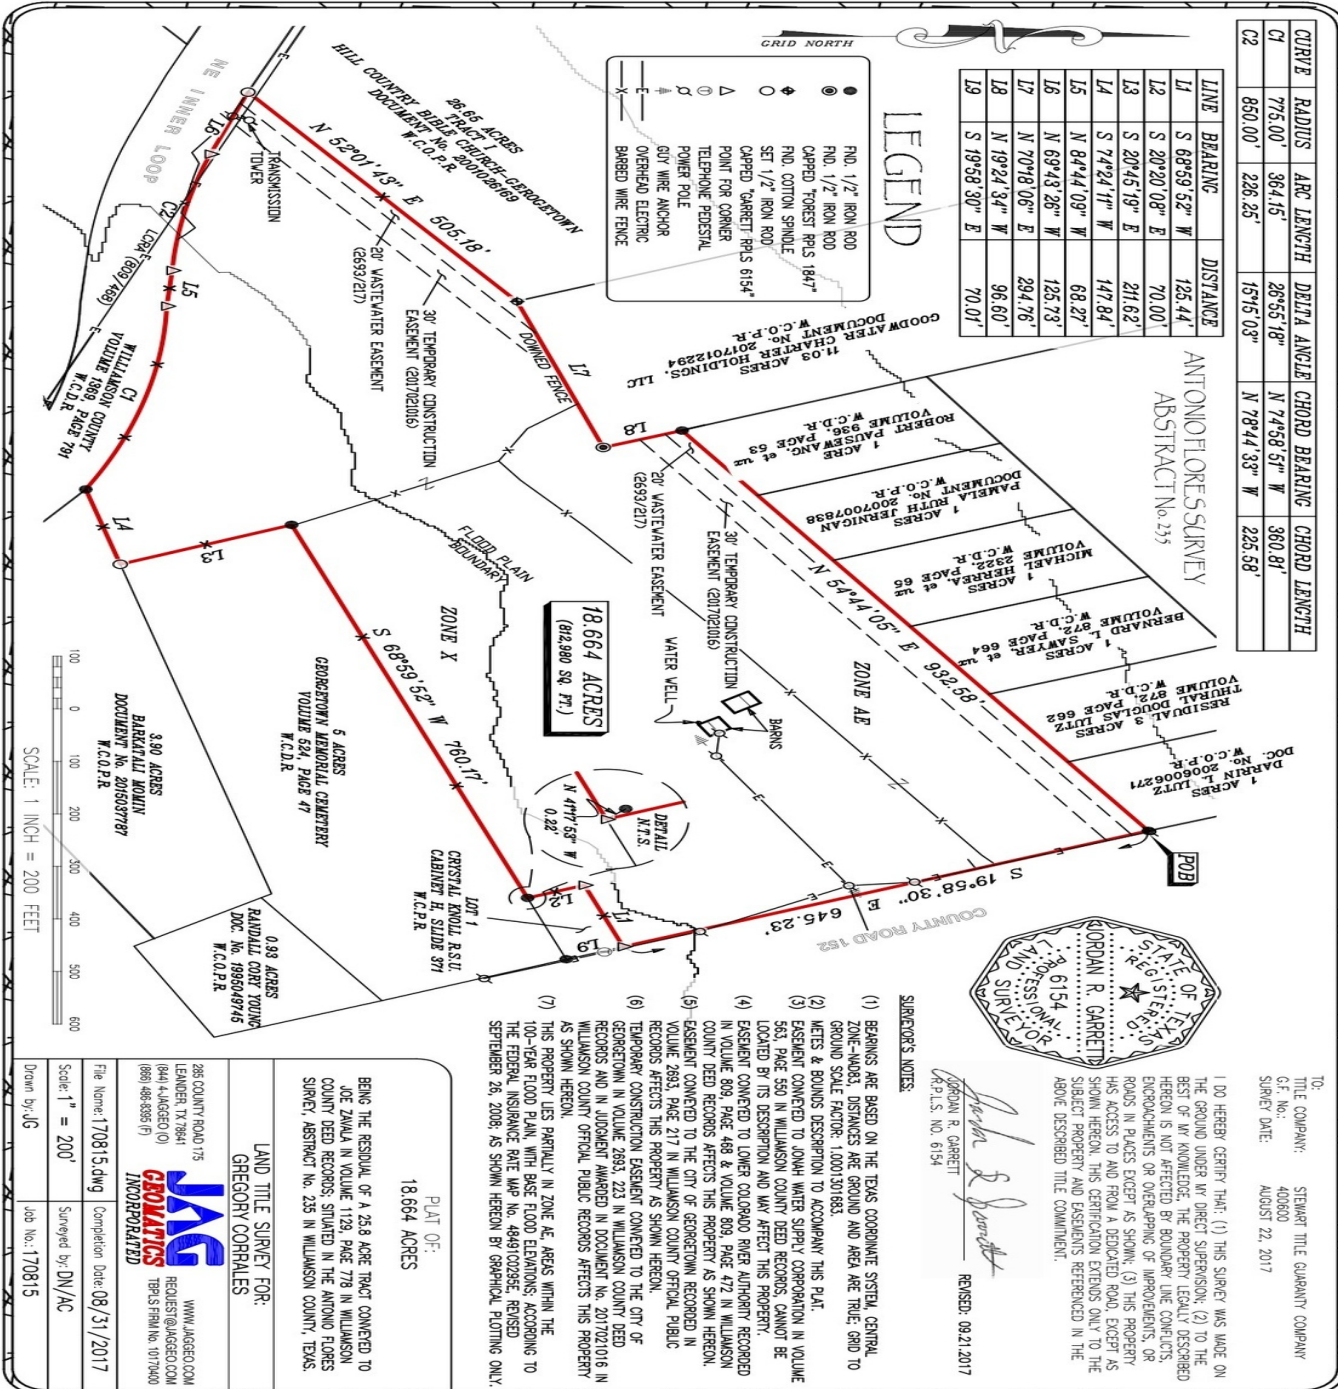 CURVE RADIUS ARC LENGTH DELTA ANGLE CHORD BEARING CHORD LENGTH
C1 775.00' 364.15' 26°55'18" N 74°58'57" W 360.81'
C2 850.00' 226.25' 15°15'03" N 78°44'33" W 225.58'
LINE BEARING DISTANCE
L1 S 68°59'52" W 125.44'
L2 S 20°20'08" E 70.00'
L3 S 20°45'19" E 211.62'
L4 S 74°24'11" W 147.84'
L5 N 84°44'09" W 68.27'
L6 N 69°43'26" W 125.73'
L7 N 70°18'06" E 294.76'
L8 N 19°24'34" W 96.60'
L9 S 19°58'30" E 70.01'
GRID NORTH
LEGEND
FND. 1/2" IRON ROD
FND. 1/2" IRON ROD
CAPPED "FOREST RPLS 1847"
FND. COTTON SPINDLE
SET 1/2" IRON ROD
CAPPED "GARRETT RPLS 6154"
POINT FOR CORNER
TELEPHONE PEDESTAL
POWER POLE
GUY WIRE ANCHOR
OVERHEAD ELECTRIC
BARBED WIRE FENCE
ANTONIO FLORES SURVEY
ABSTRACT No. 235
11.03 ACRES
GOODWATER CHARTER HOLDINGS, LLC
DOCUMENT No. 2017012294
W.C.O.P.R.
1 ACRE
ROBERT PAUSEWANG, et ux
VOLUME 936, PAGE 53
W.C.D.R.
1 ACRES
PAMELA RUTH JERNIGAN
DOCUMENT No. 2007007838
W.C.O.P.R.
1 ACRES
MICHAEL HERREA, et ux
VOLUME 2322, PAGE 65
W.C.D.R.
1 ACRES
BERNARD L. SAWYER, et ux
VOLUME 872, PAGE 664
W.C.D.R.
RESIDUAL 3 ACRES
THURAL DOUGLAS LUTZ
VOLUME 872, PAGE 662
W.C.D.R.
1 ACRES
DARRIN L. LUTZ
DOC. No. 2006006271
W.C.O.P.R.
26.65 ACRES
TRACT 1
HILL COUNTRY BIBLE CHURCH-GEROGETOWN
DOCUMENT No. 2001026169
W.C.O.P.R
NE INNER LOOP
TRANSMISSION
TOWER
N 52°01'43" E 505.18'
20' WASTEWATER EASEMENT
(2693/217)
30' TEMPORARY CONSTRUCTION
EASEMENT (2017021016)
DOWNED FENCE
L7
L8
L6
C2
LCRA (809/468)
L5
C1
WILLIAMSON COUNTY
VOLUME 1969, PAGE 791
W.C.D.R.
L4
L3
20' WASTEWATER EASEMENT
(2693/217)
30' TEMPORARY CONSTRUCTION
EASEMENT (2017021016)
N 54°44'05" E 932.58'
ZONE AE
WATER WELL
BARNS
FLOOD PLAIN
BOUNDARY
ZONE X
18.664 ACRES
(812,980 SQ. FT.)
S 68°59'52" W 760.17'
5 ACRES
GEORGETOWN MEMORIAL CEMETERY
VOLUME 524, PAGE 47
W.C.D.R
3.90 ACRES
BARKATALI MOMIN
DOCUMENT No. 2015037787
W.C.O.P.R
DETAIL
N.T.S.
N 41°17'53" W
0.22'
L2
L1
L9
LOT 1
CRYSTAL KNOLL R.S.U.
CABINET H, SLIDE 371
W.C.P.R
0.93 ACRES
RANDALL CORY YOUNG
DOC. No. 1995049745
W.C.O.P.R.
POB
S 19°58'30" E 645.23'
COUNTY ROAD 152
100 0 100 200 300 400 500 600
SCALE: 1 INCH = 200 FEET
TO:
TITLE COMPANY: STEWART TITLE GUARANTY COMPANY
G.F. No.: 400600
SURVEY DATE: AUGUST 22, 2017
I DO HEREBY CERTIFY THAT: (1) THIS SURVEY WAS MADE ON
THE GROUND UNDER MY DIRECT SUPERVISION; (2) TO THE
BEST OF MY KNOWLEDGE, THE PROPERTY LEGALLY DESCRIBED
HEREON IS NOT AFFECTED BY BOUNDARY LINE CONFLICTS,
ENCROACHMENTS OR OVERLAPPING OF IMPROVEMENTS, OR
ROADS IN PLACES EXCEPT AS SHOWN; (3) THIS PROPERTY
HAS ACCESS TO AND FROM A DEDICATED ROAD, EXCEPT AS
SHOWN HEREON. THIS CERTIFICATION EXTENDS ONLY TO THE
SUBJECT PROPERTY AND EASEMENTS REFERENCED IN THE
ABOVE DESCRIBED TITLE COMMITMENT.
STATE OF TEXAS
REGISTERED
JORDAN R. GARRETT
6154
PROFESSIONAL
LAND SURVEYOR
JORDAN R. GARRETT
R.P.L.S. NO. 6154
REVISED: 09.21.2017
SURVEYOR'S NOTES:
(1) BEARINGS ARE BASED ON THE TEXAS COORDINATE SYSTEM, CENTRAL
ZONE-NAD83, DISTANCES ARE GROUND AND AREA ARE TRUE; GRID TO
GROUND SCALE FACTOR: 1.0001301683.
(2) METES & BOUNDS DESCRIPTION TO ACCOMPANY THIS PLAT.
(3) EASEMENT CONVEYED TO JONAH WATER SUPPLY CORPORATION IN VOLUME
563, PAGE 550 IN WILLIAMSON COUNTY DEED RECORDS, CANNOT BE
LOCATED BY ITS DESCRIPTION AND MAY AFFECT THIS PROPERTY.
(4) EASEMENT CONVEYED TO LOWER COLORADO RIVER AUTHORITY RECORDED
IN VOLUME 809, PAGE 468 & VOLUME 809, PAGE 472 IN WILLIAMSON
COUNTY DEED RECORDS AFFECTS THIS PROPERTY AS SHOWN HEREON.
(5) EASEMENT CONVEYED TO THE CITY OF GEORGETOWN RECORDED IN
VOLUME 2693, PAGE 217 IN WILLIAMSON COUNTY OFFICIAL PUBLIC
RECORDS AFFECTS THIS PROPERTY AS SHOWN HEREON.
(6) TEMPORARY CONSTRUCTION EASEMENT CONVEYED TO THE CITY OF
GEORGETOWN IN VOLUME 2693, 223 IN WILLIAMSON COUNTY DEED
RECORDS AND IN JUDGMENT AWARDED IN DOCUMENT No. 2017021016 IN
WILLIAMSON COUNTY OFFICIAL PUBLIC RECORDS AFFECTS THIS PROPERTY
AS SHOWN HEREON.
(7) THIS PROPERTY LIES PARTIALLY IN ZONE AE, AREAS WITHIN THE
100-YEAR FLOOD PLAIN, WITH BASE FLOOD ELEVATIONS; ACCORDING TO
THE FEDERAL INSURANCE RATE MAP No. 48491C0295E, REVISED
SEPTEMBER 26, 2008, AS SHOWN HEREON BY GRAPHICAL PLOTTING ONLY.
PLAT OF:
18.664 ACRES
BEING THE RESIDUAL OF A 25.8 ACRE TRACT CONVEYED TO
JOE ZAVALA IN VOLUME 1129, PAGE 778 IN WILLIAMSON
COUNTY DEED RECORDS; SITUATED IN THE ANTONIO FLORES
SURVEY, ABSTRACT No. 235 IN WILLIAMSON COUNTY, TEXAS.
LAND TITLE SURVEY FOR:
GREGORY CORRALES
285 COUNTY ROAD 175
LEANDER, TX 78641
(844) 4-JAGGEO (O)
(866) 486-8395 (F)
JAG
GEOMATICS
INCORPORATED
WWW.JAGGEO.COM
REQUEST@JAGGEO.COM
TBPLS FIRM No. 10170400
File Name: 170815.dwg Completion Date: 08/31/2017
Scale: 1" = 200' Surveyed by: DN/AC
Drawn by: JG Job No.: 170815